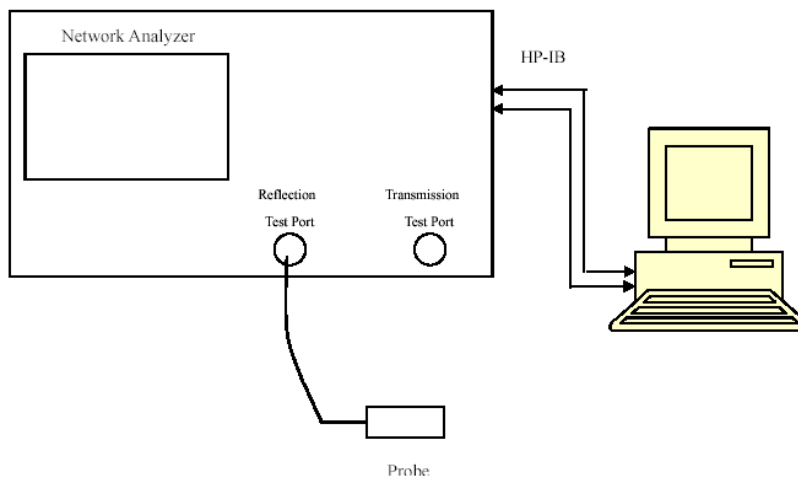 Network Analyzer
HP-IB
Reflection
Test Port
Transmission
Test Port
Probe